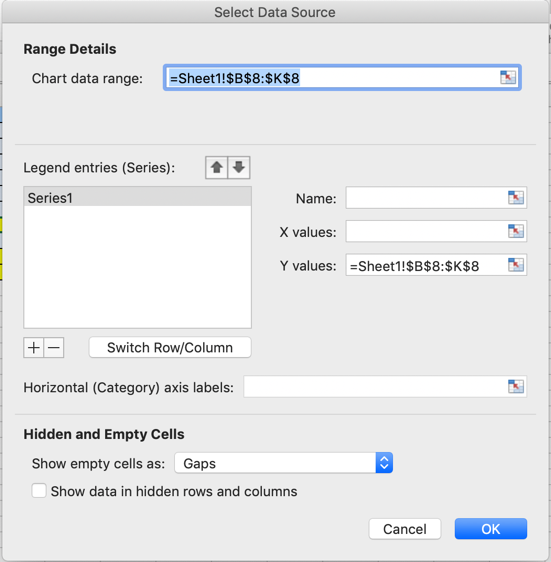 Select Data Source
Range Details
Chart data range: =Sheet1!$B$8:$K$8
Legend entries (Series):
Series1
Name:
X values:
Y values: =Sheet1!$B$8:$K$8
Switch Row/Column
Horizontal (Category) axis labels:
Hidden and Empty Cells
Show empty cells as: Gaps
Show data in hidden rows and columns
Cancel OK